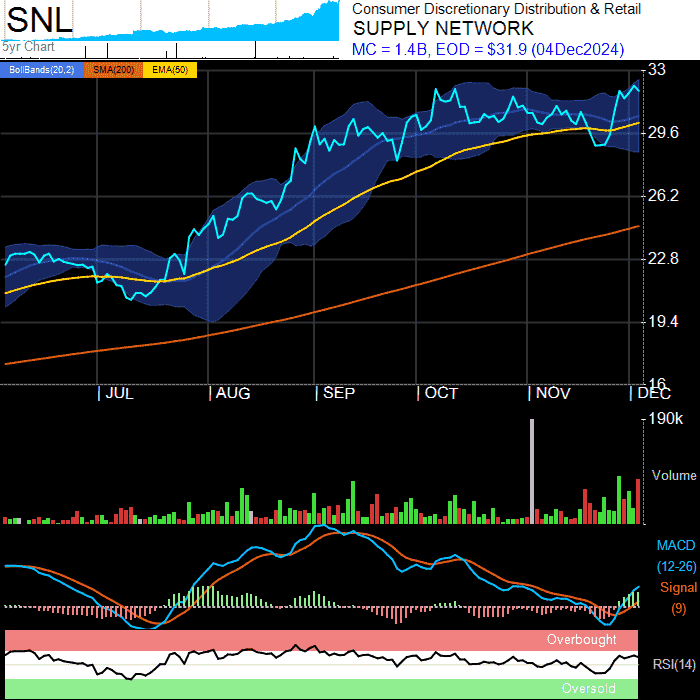 SNL
5yr Chart
Consumer Discretionary Distribution & Retail
SUPPLY NETWORK
MC = 1.4B, EOD = $31.9 (04Dec2024)
BollBands(20,2) SMA(200) EMA(50)
33
29.6
26.2
22.8
19.4
16
JUL AUG SEP OCT NOV DEC
190k
Volume
MACD
(12-26)
Signal
(9)
Overbought
RSI(14)
Oversold